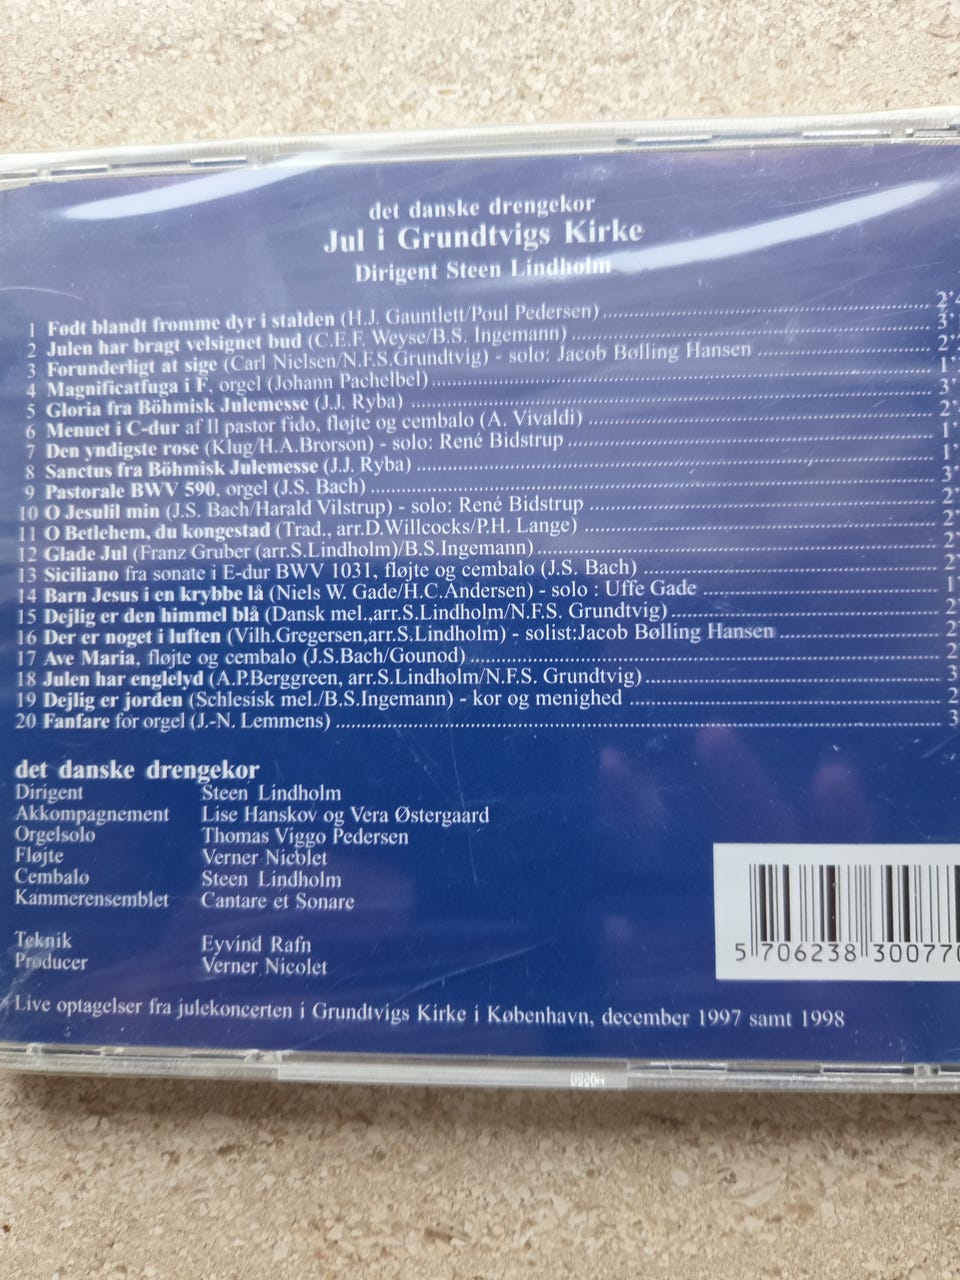 det danske drengekor
Jul i Grundtvigs Kirke
Dirigent Steen Lindholm
1 Født blandt fromme dyr i stalden (H.J. Gauntlett/Poul Pedersen)
2 Julen har bragt velsignet bud (C.E.F. Weyse/B.S. Ingemann)
3 Forunderligt at sige (Carl Nielsen/N.F.S.Grundtvig) - solo: Jacob Bølling Hansen
4 Magnificatfuga i F, orgel (Johann Pachelbel)
5 Gloria fra Böhmisk Julemesse (J.J. Ryba)
6 Menuet i C-dur af Il pastor fido, fløjte og cembalo (A. Vivaldi)
7 Den yndigste rose (Klug/H.A.Brorson) - solo: René Bidstrup
8 Sanctus fra Böhmisk Julemesse (J.J. Ryba)
9 Pastorale BWV 590, orgel (J.S. Bach)
10 O Jesulil min (J.S. Bach/Harald Vilstrup) - solo: René Bidstrup
11 O Betlehem, du kongestad (Trad., arr.D.Willcocks/P.H. Lange)
12 Glade Jul (Franz Gruber (arr.S.Lindholm)/B.S.Ingemann)
13 Siciliano fra sonate i E-dur BWV 1031, fløjte og cembalo (J.S. Bach)
14 Barn Jesus i en krybbe lå (Niels W. Gade/H.C.Andersen) - solo : Uffe Gade
15 Dejlig er den himmel blå (Dansk mel.,arr.S.Lindholm/N.F.S. Grundtvig)
16 Der er noget i luften (Vilh.Gregersen,arr.S.Lindholm) - solist:Jacob Bølling Hansen
17 Ave Maria, fløjte og cembalo (J.S.Bach/Gounod)
18 Julen har englelyd (A.P.Berggreen, arr.S.Lindholm/N.F.S. Grundtvig)
19 Dejlig er jorden (Schlesisk mel./B.S.Ingemann) - kor og menighed
20 Fanfare for orgel (J.-N. Lemmens)
det danske drengekor
Dirigent Steen Lindholm
Akkompagnement Lise Hanskov og Vera Østergaard
Orgelsolo Thomas Viggo Pedersen
Fløjte Verner Nicolet
Cembalo Steen Lindholm
Kammerensemblet Cantare et Sonare
Teknik Eyvind Rafn
Producer Verner Nicolet
5 706238 300770
Live optagelser fra julekoncerten i Grundtvigs Kirke i København, december 1997 samt 1998